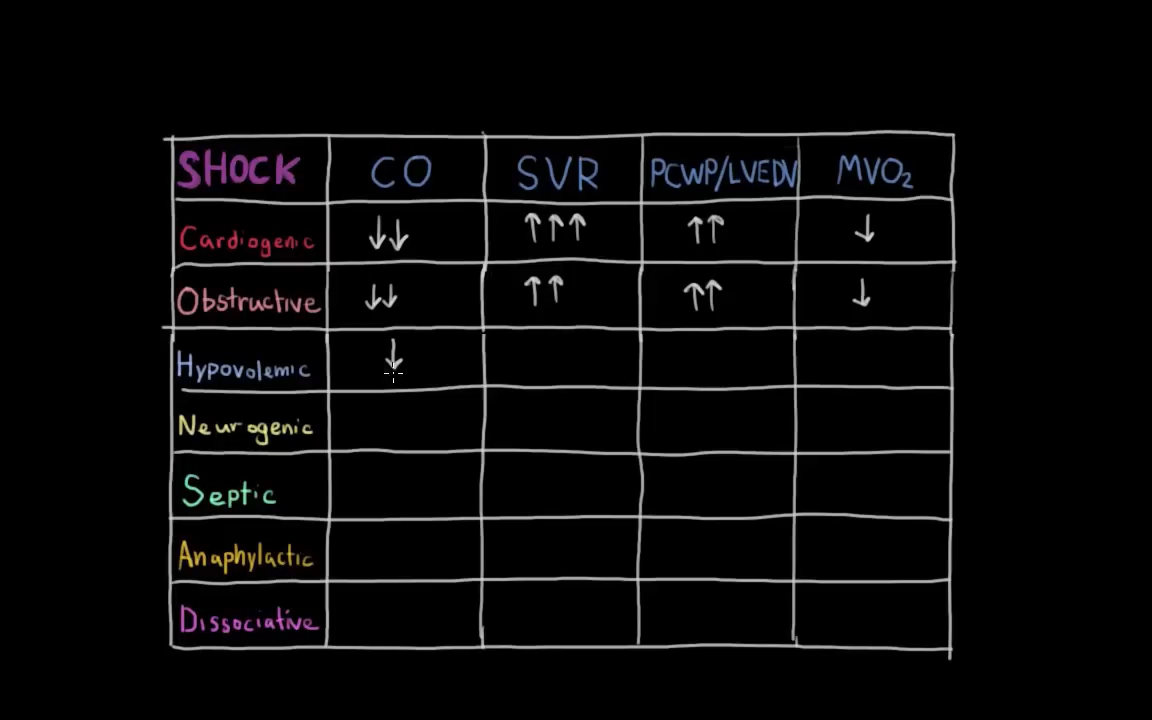 SHOCK CO SVR PCWP/LVEDV MVO₂
Cardiogenic ↓↓ ↑↑↑ ↑↑ ↓
Obstructive ↓↓ ↑↑ ↑↑ ↓
Hypovolemic ↓
Neurogenic
Septic
Anaphylactic
Dissociative